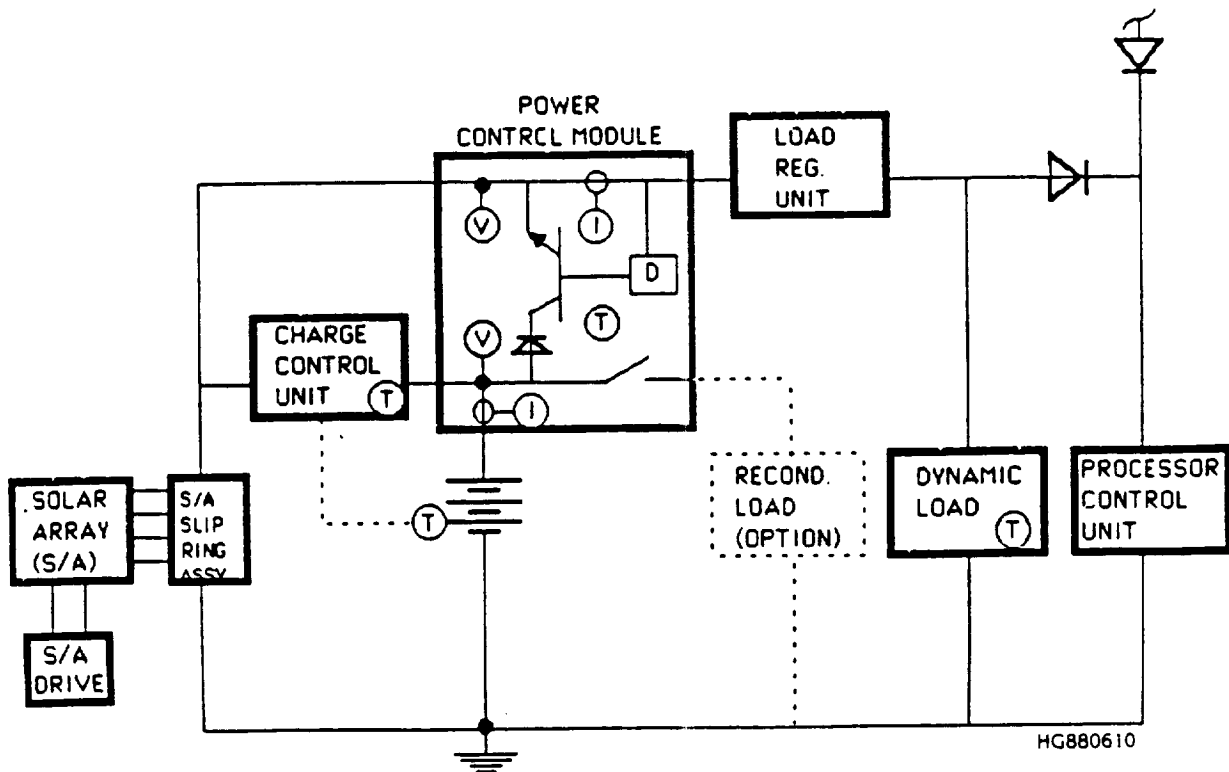 POWER
CONTRCL MODULE
LOAD
REG.
UNIT
V
I
D
T
V
I
CHARGE
CONTROL
UNIT
T
T
.SOLAR
ARRAY
(S/A)
S/A
SLIP
RING
ASSY
S/A
DRIVE
RECOND.
LOAD
(OPTION)
DYNAMIC
LOAD
T
PROCESSOR
CONTROL
UNIT
HG880610